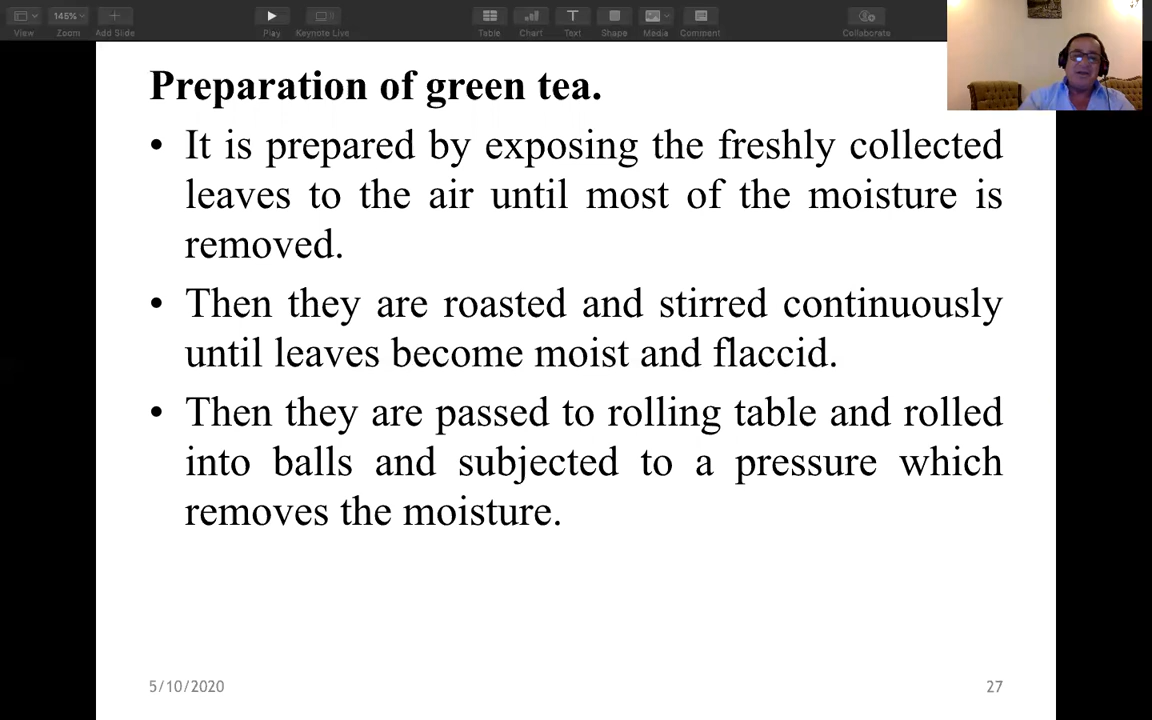 145%
View
Zoom
Add Slide
Play
Keynote Live
Table
Chart
Text
Shape
Media
Comment
Collaborate
Preparation of green tea.
• It is prepared by exposing the freshly collected
leaves to the air until most of the moisture is
removed.
• Then they are roasted and stirred continuously
until leaves become moist and flaccid.
• Then they are passed to rolling table and rolled
into balls and subjected to a pressure which
removes the moisture.
5/10/2020
27